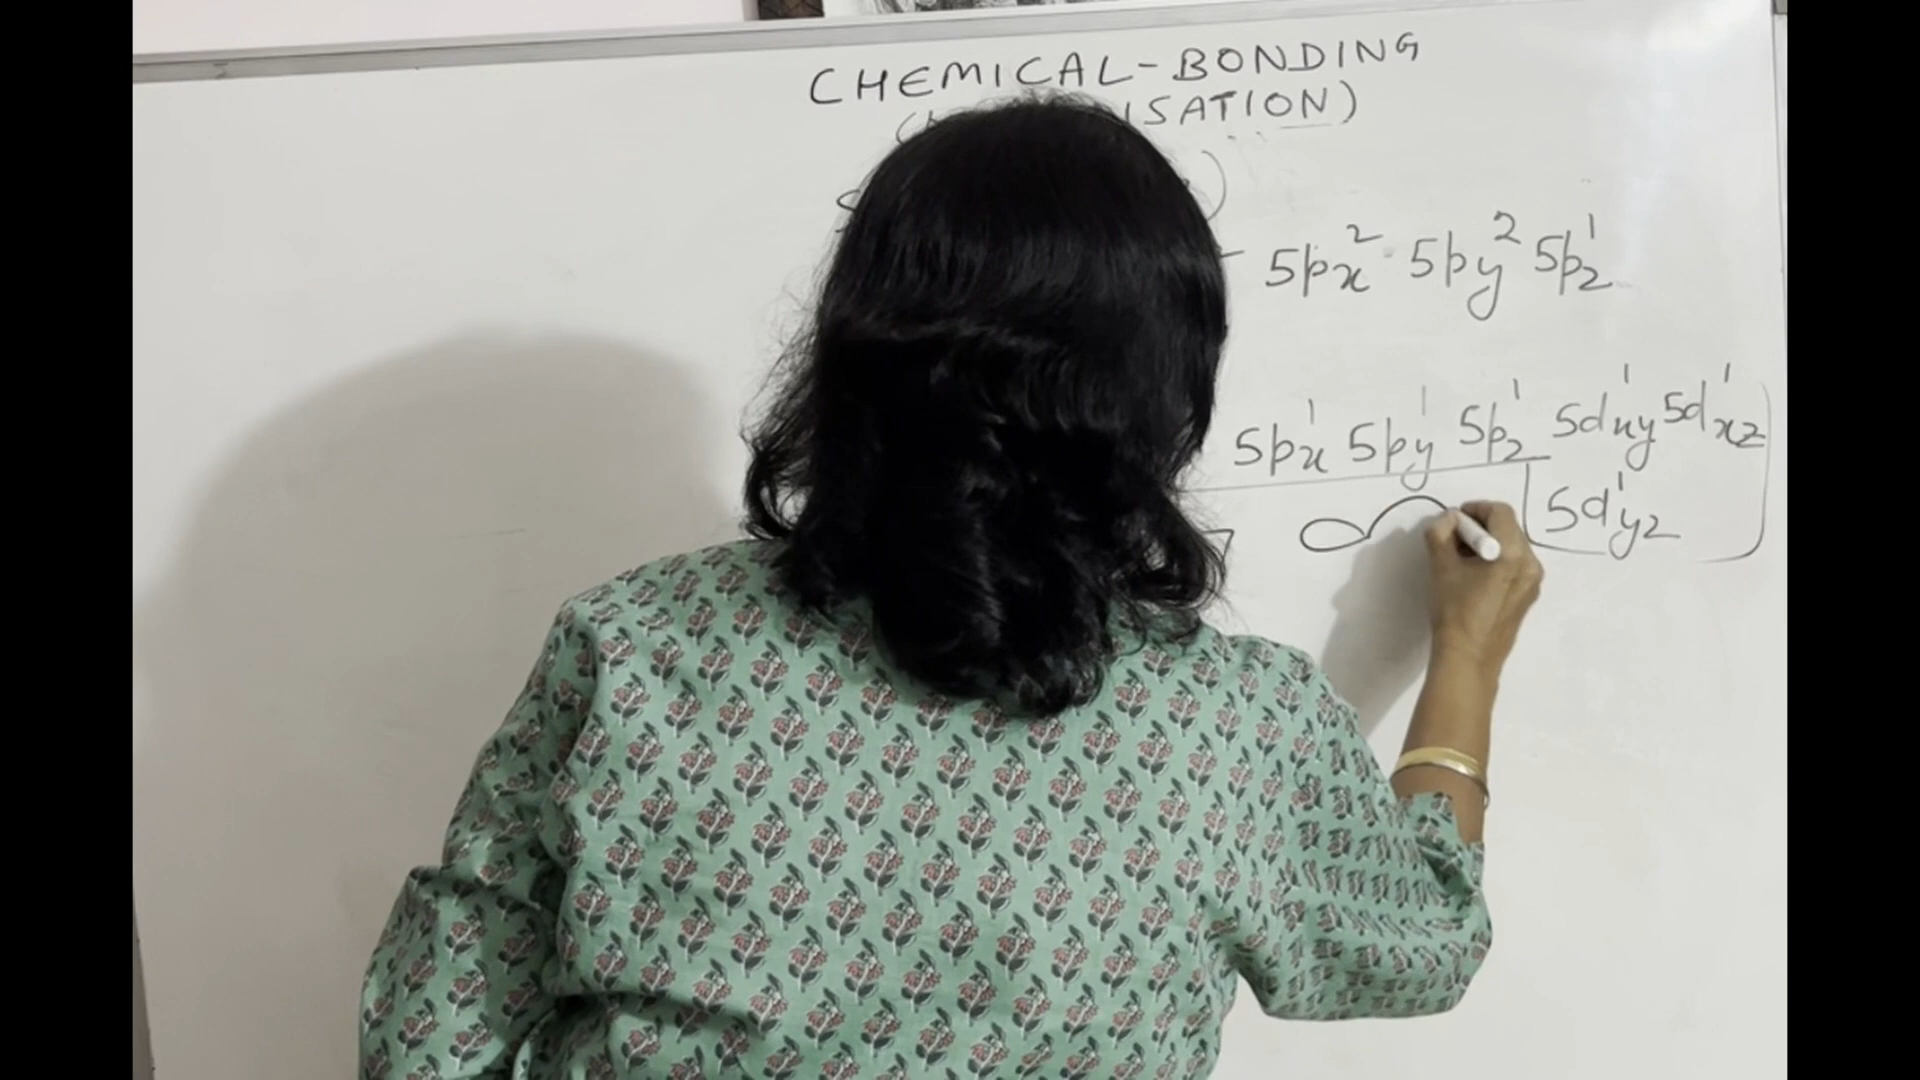 CHEMICAL-BONDING
ISATION)
5px² 5py² 5pz¹
5px¹ 5py¹ 5pz¹ 5dxy¹ 5dxz¹
5dyz¹